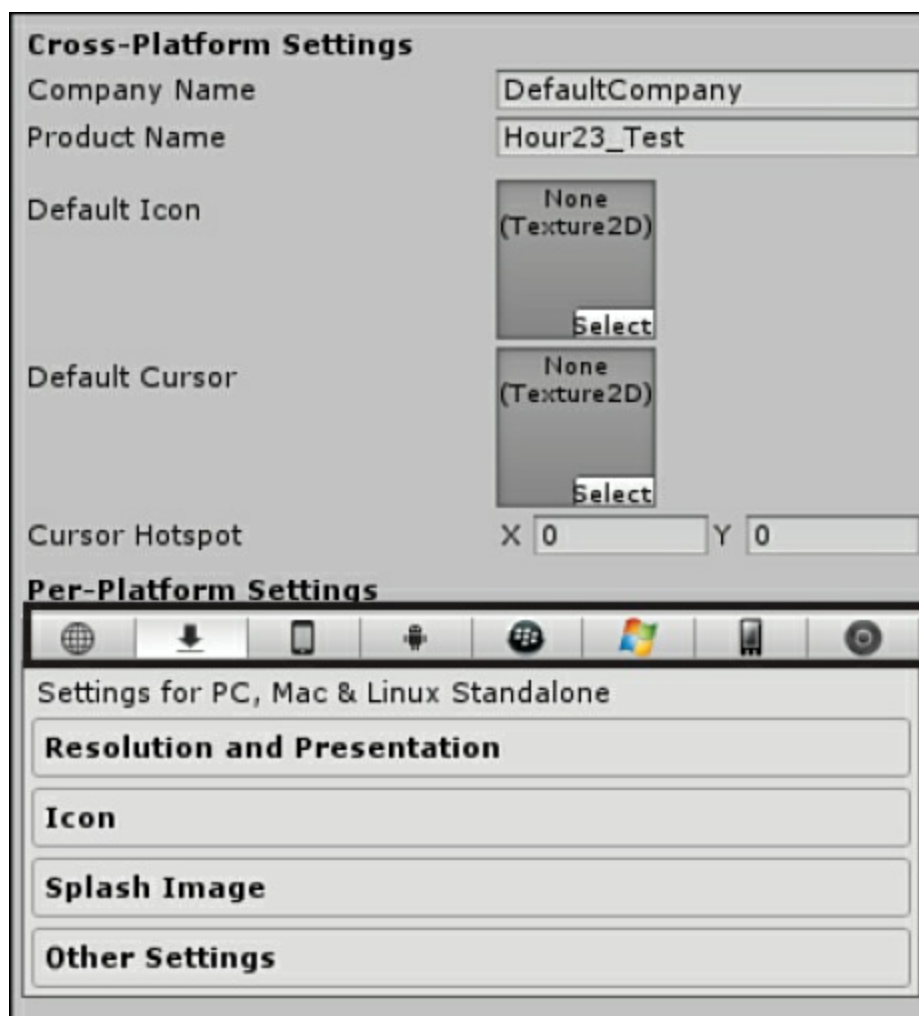 Cross-Platform Settings
Company Name DefaultCompany
Product Name Hour23_Test
Default Icon
None
(Texture2D)
Select
Default Cursor
None
(Texture2D)
Select
Cursor Hotspot X 0 Y 0
Per-Platform Settings
Settings for PC, Mac & Linux Standalone
Resolution and Presentation
Icon
Splash Image
Other Settings